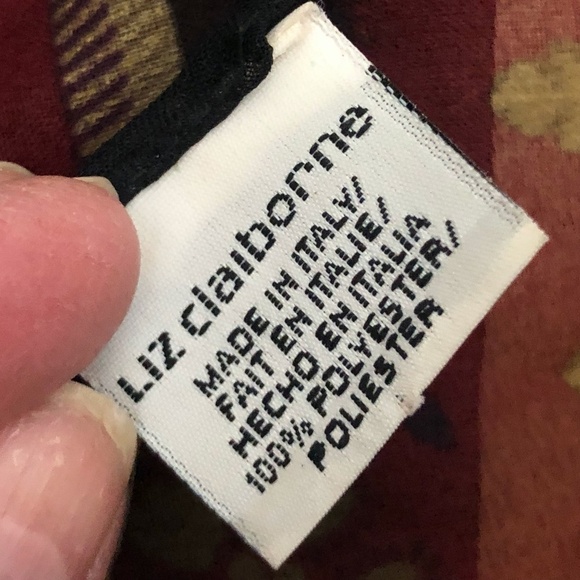 Liz claiborne
MADE IN ITALY/
FAIT EN ITALIE/
HECHO EN ITALIA
100% POLYESTER/
POLIESTER